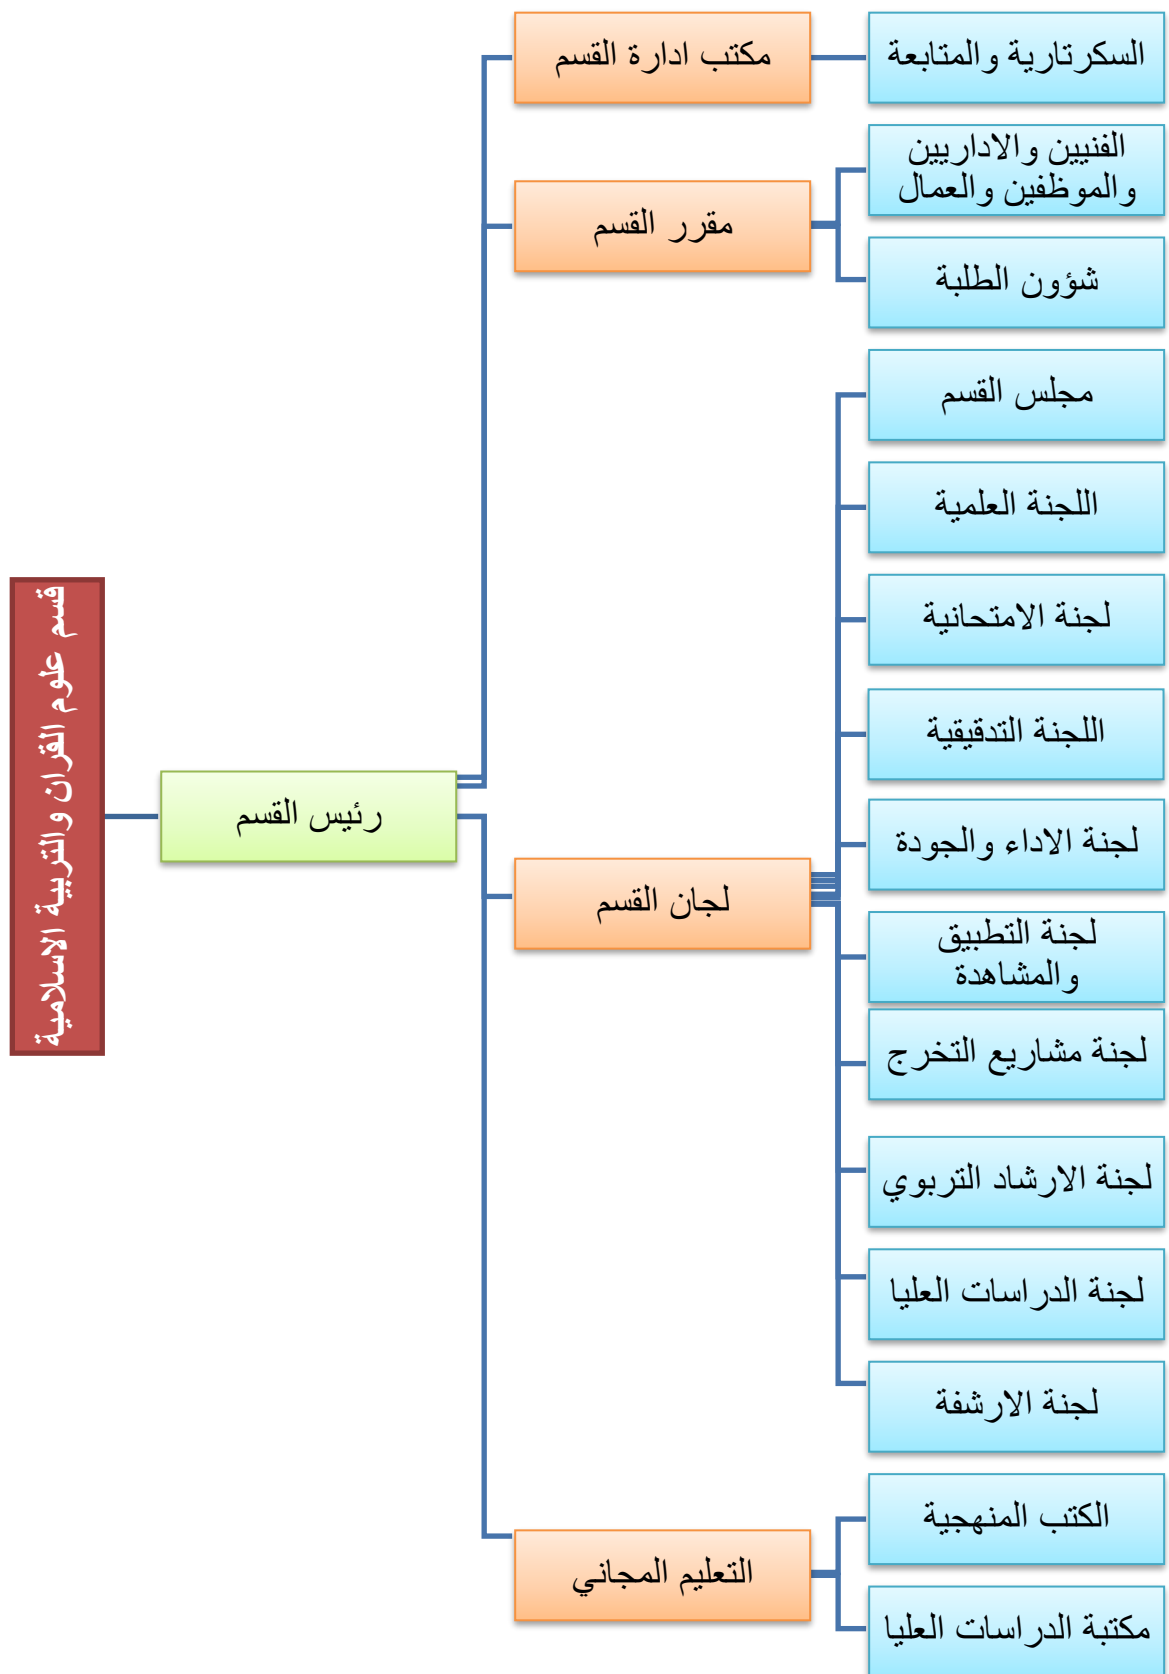 قسم علوم القران والتربية الاسلامية
رئيس القسم
مكتب ادارة القسم
السكرتارية والمتابعة
مقرر القسم
الفنيين والاداريين
والموظفين والعمال
شؤون الطلبة
لجان القسم
مجلس القسم
اللجنة العلمية
لجنة الامتحانية
اللجنة التدقيقية
لجنة الاداء والجودة
لجنة التطبيق
والمشاهدة
لجنة مشاريع التخرج
لجنة الارشاد التربوي
لجنة الدراسات العليا
لجنة الارشفة
التعليم المجاني
الكتب المنهجية
مكتبة الدراسات العليا